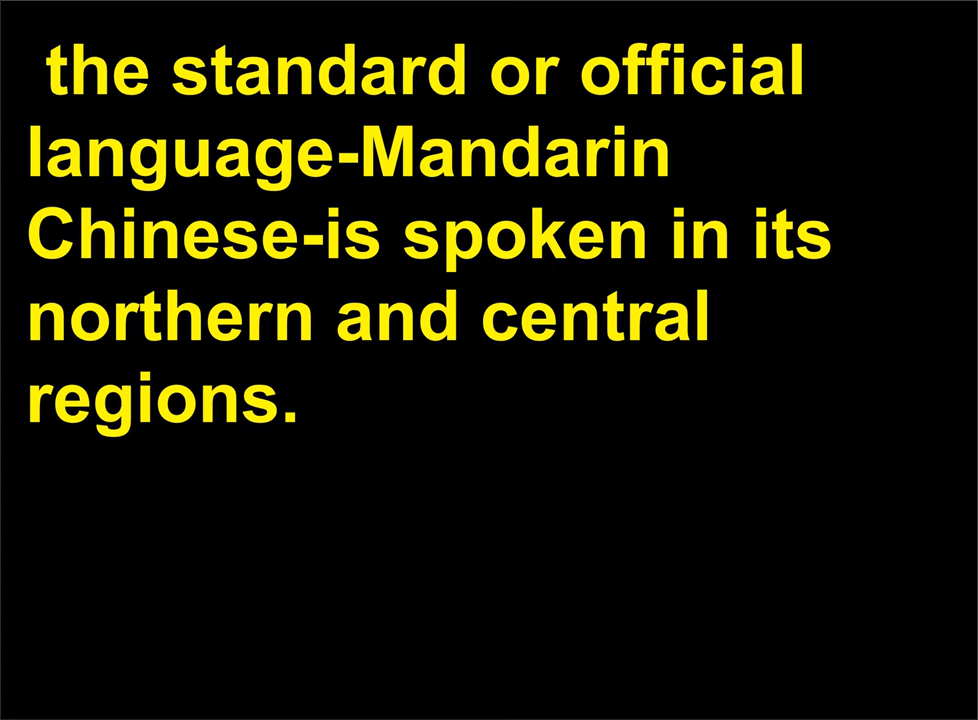 the standard or official
language-Mandarin
Chinese-is spoken in its
northern and central
regions.